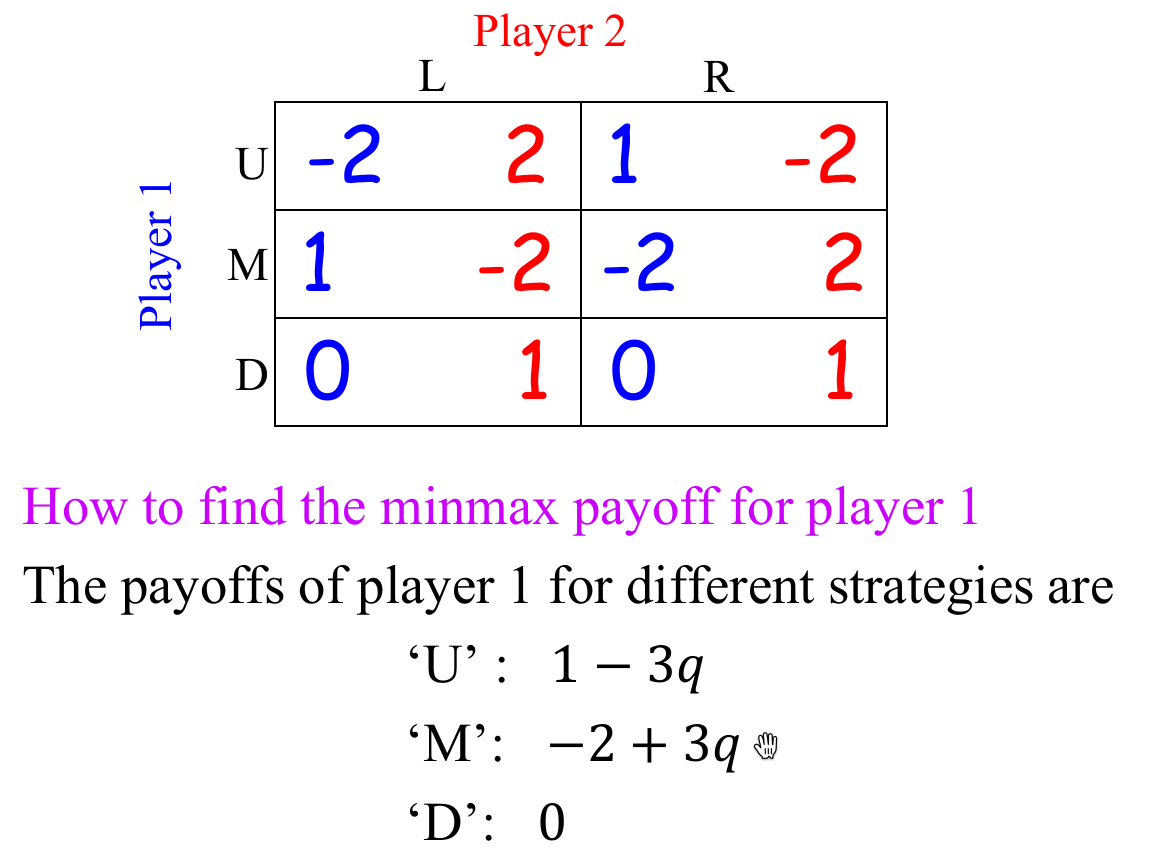 Player 2
L R
Player 1
U -2 2 1 -2
M 1 -2 -2 2
D 0 1 0 1
How to find the minmax payoff for player 1
The payoffs of player 1 for different strategies are
‘U’ : 1 − 3q
‘M’: −2 + 3q
‘D’: 0